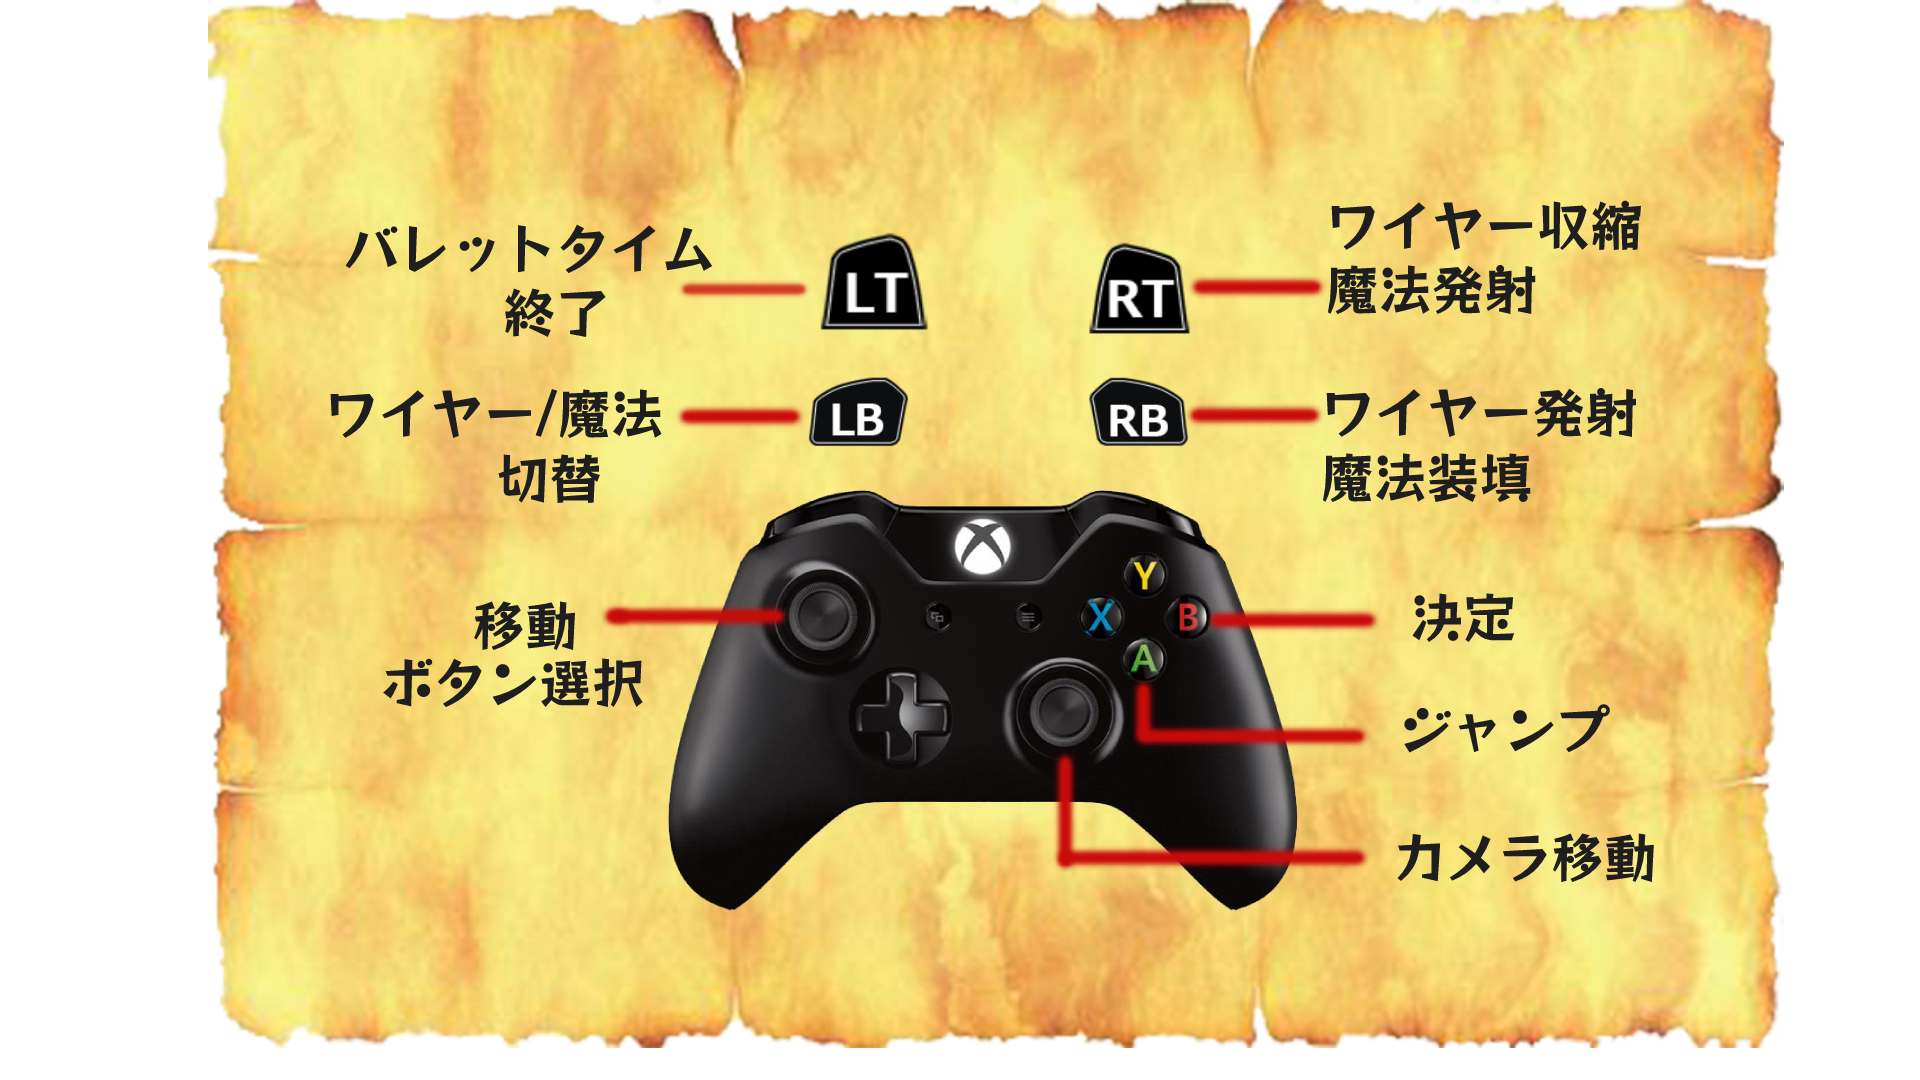 バレットタイム
終了
LT
RT
ワイヤー収縮
魔法発射
ワイヤー/魔法
切替
LB
RB
ワイヤー発射
魔法装填
移動
ボタン選択
Y
X
B
A
決定
ジャンプ
カメラ移動